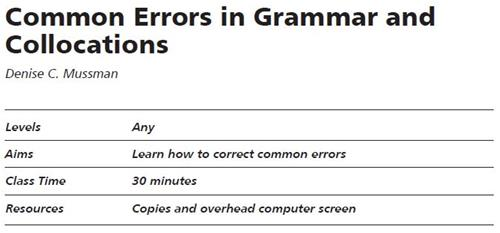 Common Errors in Grammar and
Collocations
Denise C. Mussman
Levels Any
Aims Learn how to correct common errors
Class Time 30 minutes
Resources Copies and overhead computer screen